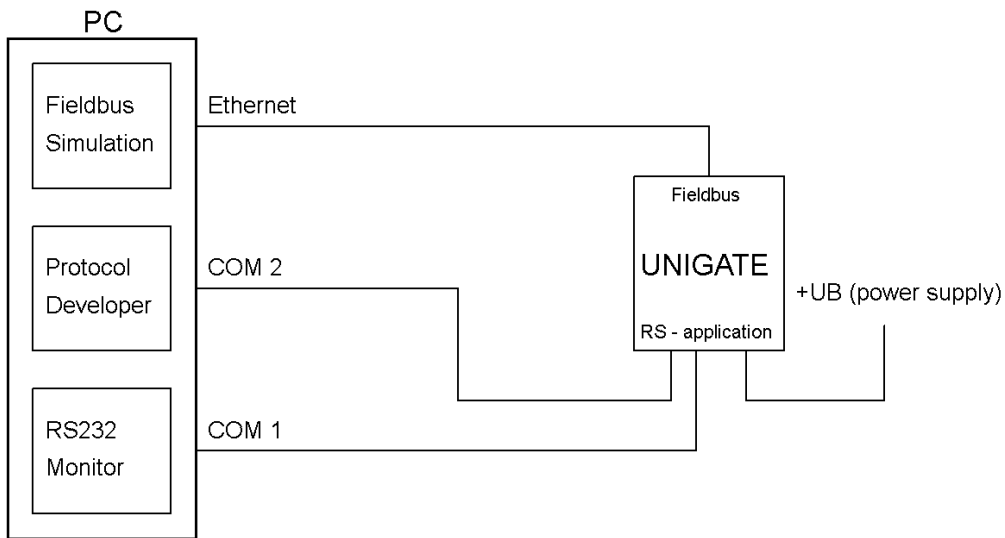 PC
Fieldbus
Simulation
Ethernet
Fieldbus
UNIGATE
RS - application
+UB (power supply)
Protocol
Developer
COM 2
RS232
Monitor
COM 1